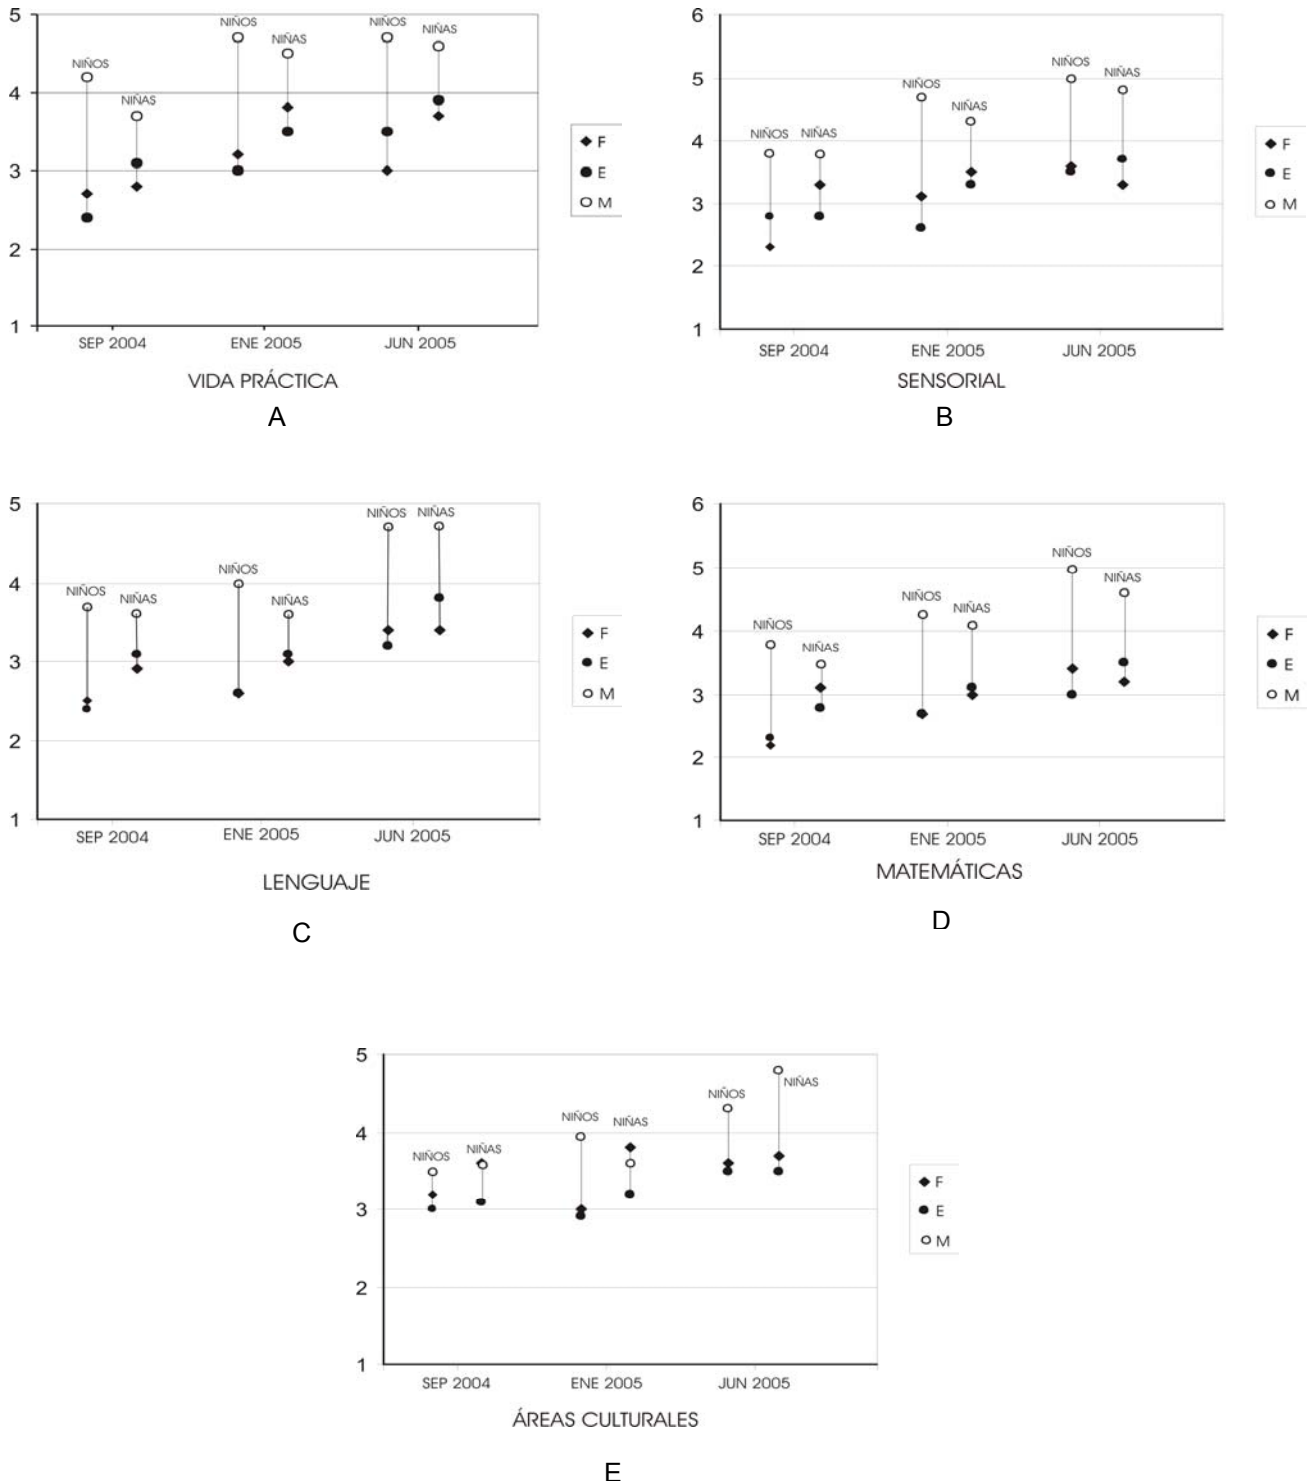 5
4
3
2
1
NIÑOS
NIÑAS
NIÑOS
NIÑAS
NIÑOS
NIÑAS
SEP 2004 ENE 2005 JUN 2005
F
E
M
VIDA PRÁCTICA
A
6
5
4
3
2
1
NIÑOS
NIÑAS
NIÑOS
NIÑAS
NIÑOS
NIÑAS
SEP 2004 ENE 2005 JUN 2005
F
E
M
SENSORIAL
B
5
4
3
2
1
NIÑOS
NIÑAS
NIÑOS
NIÑAS
NIÑOS
NIÑAS
SEP 2004 ENE 2005 JUN 2005
F
E
M
LENGUAJE
C
6
5
4
3
2
1
NIÑOS
NIÑAS
NIÑOS
NIÑAS
NIÑOS
NIÑAS
SEP 2004 ENE 2005 JUN 2005
F
E
M
MATEMÁTICAS
D
5
4
3
2
1
NIÑOS
NIÑAS
NIÑOS
NIÑAS
NIÑOS
NIÑAS
SEP 2004 ENE 2005 JUN 2005
F
E
M
ÁREAS CULTURALES
E